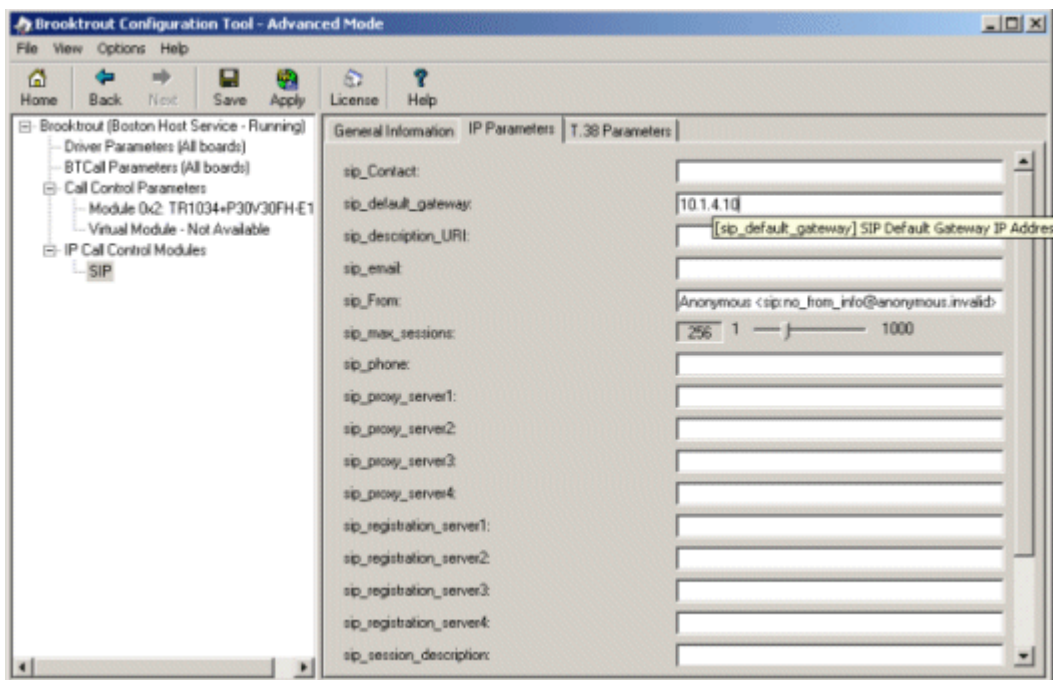 Brooktrout Configuration Tool - Advanced Mode
File View Options Help
Home Back Next Save Apply License Help
Brooktrout (Boston Host Service - Running)
Driver Parameters (All boards)
BTCall Parameters (All boards)
Call Control Parameters
Module 0x2: TR1034+P30V30FH-E1
Virtual Module - Not Available
IP Call Control Modules
SIP
General Information IP Parameters T.38 Parameters
sip_Contact:
sip_default_gateway: 10.1.4.10
[sip_default_gateway] SIP Default Gateway IP Addres
sip_description_URI:
sip_email:
sip_From: Anonymous <sip:no_from_info@anonymous.invalid>
sip_max_sessions: 256 1 1000
sip_phone:
sip_proxy_server1:
sip_proxy_server2:
sip_proxy_server3:
sip_proxy_server4:
sip_registration_server1:
sip_registration_server2:
sip_registration_server3:
sip_registration_server4:
sip_session_description: